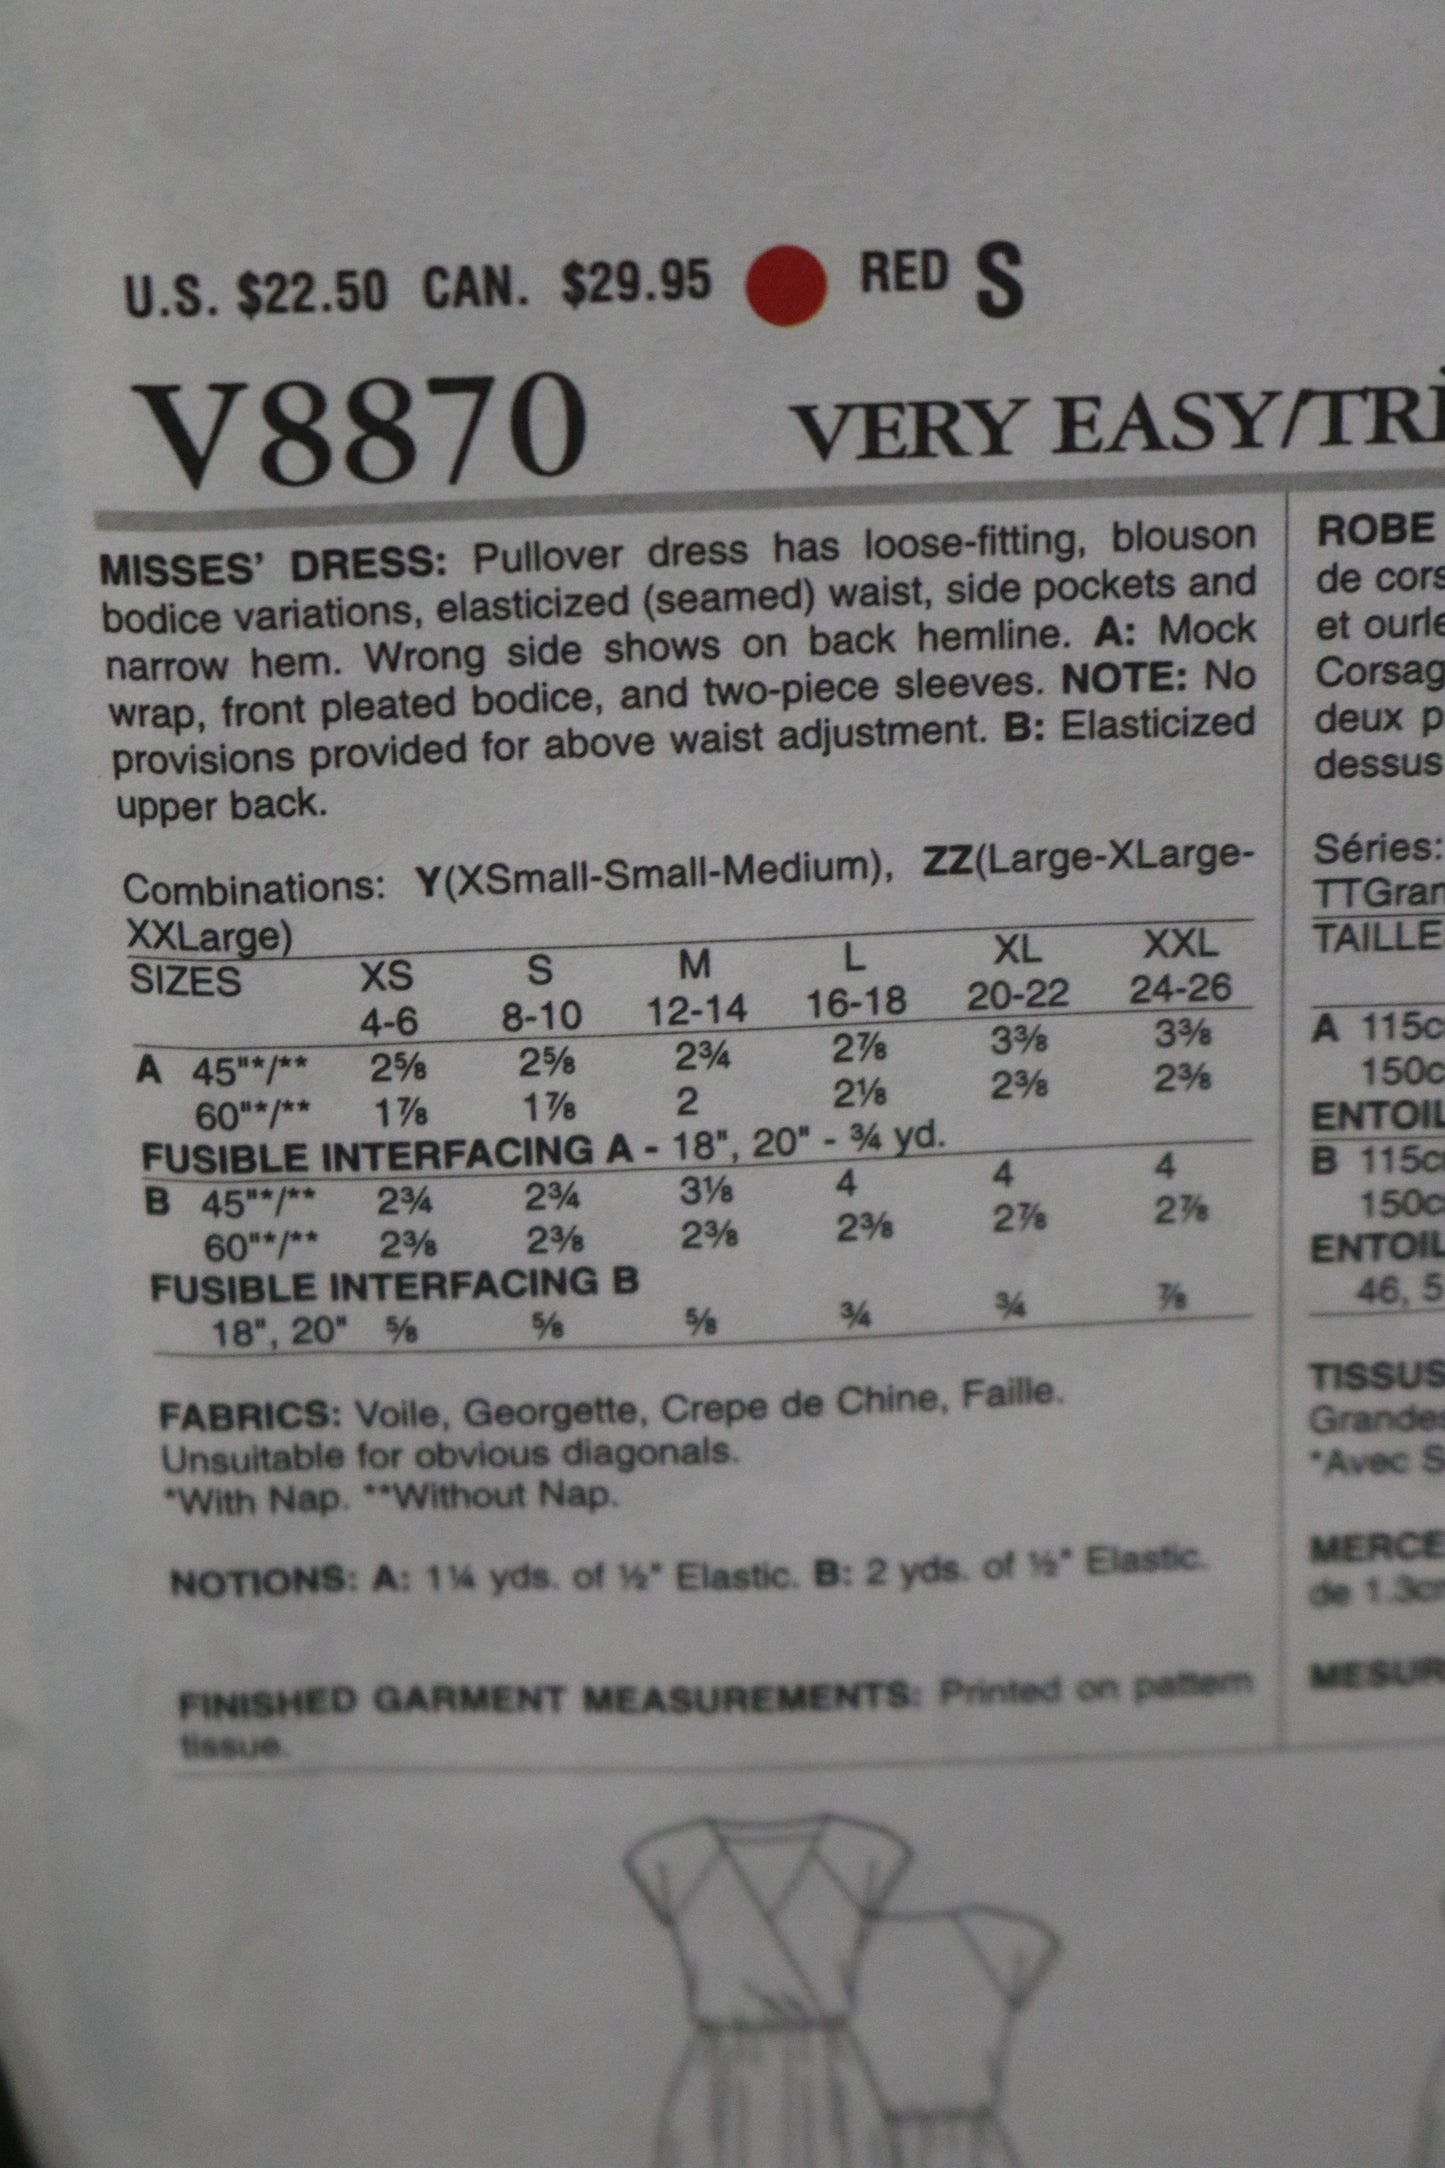 U.S. $22.50 CAN. $29.95 RED S
V8870 VERY EASY/TRÈ
MISSES' DRESS: Pullover dress has loose-fitting, blouson
bodice variations, elasticized (seamed) waist, side pockets and
narrow hem. Wrong side shows on back hemline. A: Mock
wrap, front pleated bodice, and two-piece sleeves. NOTE: No
provisions provided for above waist adjustment. B: Elasticized
upper back.
Combinations: Y(XSmall-Small-Medium), ZZ(Large-XLarge-
XXLarge)
SIZES XS S M L XL XXL
4-6 8-10 12-14 16-18 20-22 24-26
A 45"*/** 2⅝ 2⅝ 2¾ 2⅞ 3⅜ 3⅜
60"*/** 1⅞ 1⅞ 2 2⅛ 2⅜ 2⅜
FUSIBLE INTERFACING A - 18", 20" - ¾ yd.
B 45"*/** 2¾ 2¾ 3⅛ 4 4 4
60"*/** 2⅜ 2⅜ 2⅜ 2⅜ 2⅞ 2⅞
FUSIBLE INTERFACING B
18", 20" ⅝ ⅝ ⅝ ¾ ¾ ⅞
FABRICS: Voile, Georgette, Crepe de Chine, Faille.
Unsuitable for obvious diagonals.
*With Nap. **Without Nap.
NOTIONS: A: 1¼ yds. of ½" Elastic. B: 2 yds. of ½" Elastic.
FINISHED GARMENT MEASUREMENTS: Printed on pattern
tissue.
ROBE
de cors
et ourle
Corsag
deux p
dessus
Séries:
TTGran
TAILLE
A 115c
150c
ENTOIL
B 115c
150c
ENTOIL
46, 5
TISSUS
Grandes
*Avec S
MERCE
de 1.3cm
MESUR